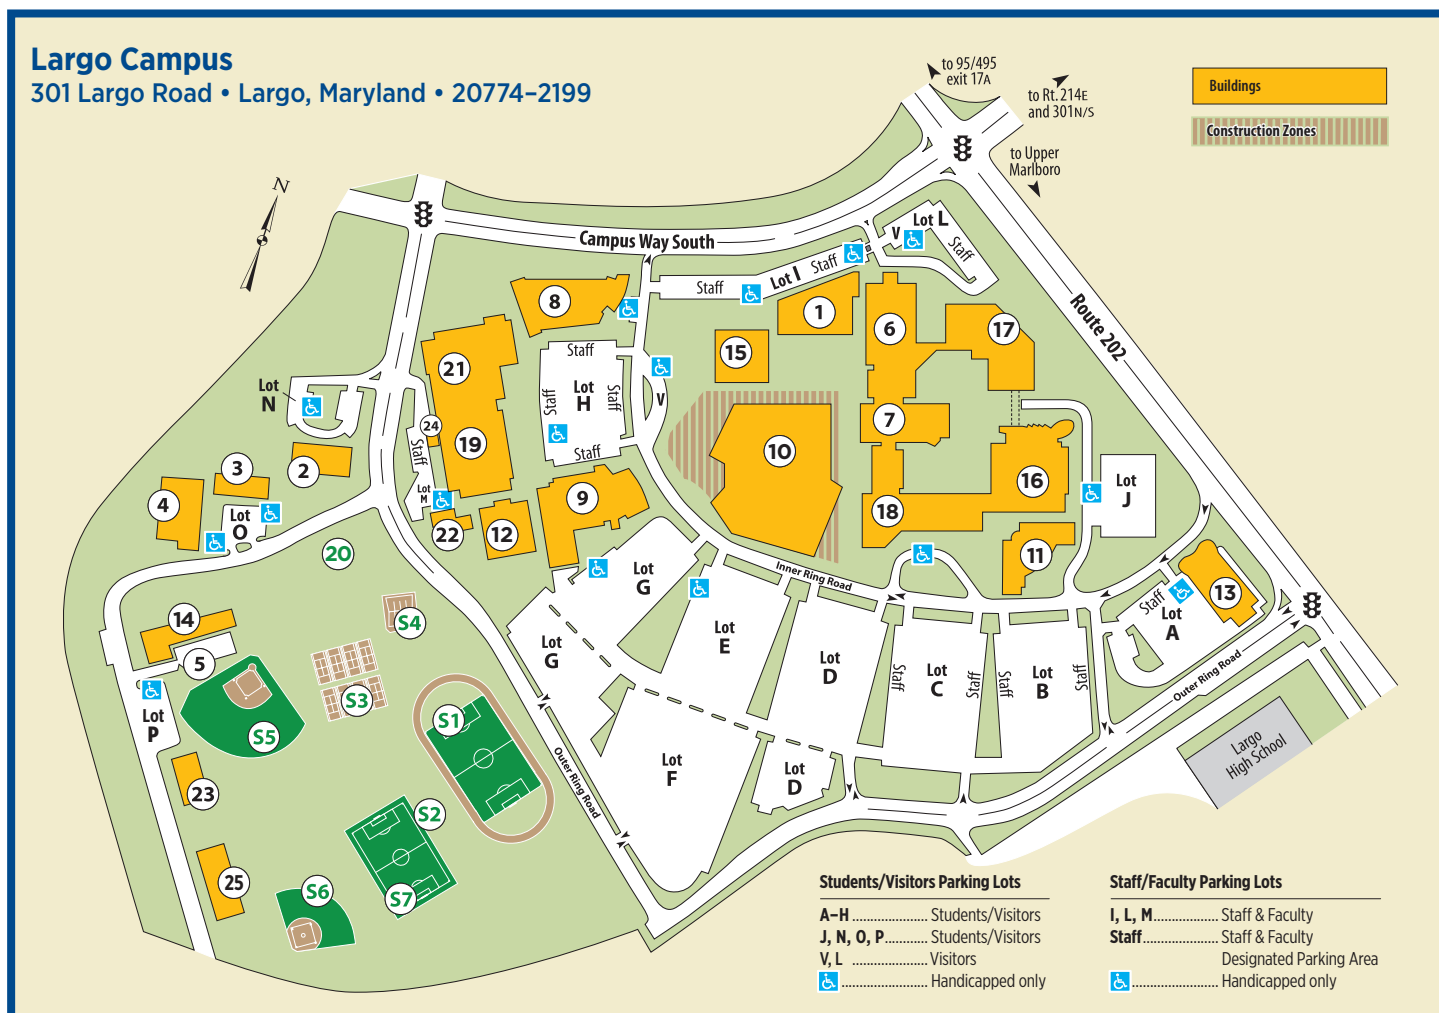 Largo Campus
301 Largo Road • Largo, Maryland • 20774–2199
to 95/495
exit 17A
to Rt. 214E
and 301N/S
to Upper
Marlboro
Buildings
Construction Zones
N
Campus Way South
Route 202
Lot L
V
Staff
Lot I
Staff
Staff
8
1
6
17
15
21
Staff
Lot
H
Staff
Staff
Staff
V
Lot
N
24
19
7
10
2
3
4
Staff
Lot
M
9
16
18
Lot
J
Lot
O
22
12
11
20
Inner Ring Road
13
Lot
G
Staff
Lot
A
14
S4
5
Lot
G
Lot
E
Lot
D
Staff
Lot
C
Staff
Staff
Lot
B
Staff
Outer Ring Road
S3
Lot
P
S5
S1
Largo
High School
23
Outer Ring Road
Lot
F
Lot
D
S2
25
S6
S7
Students/Visitors Parking Lots
A–H ................. Students/Visitors
J, N, O, P .......... Students/Visitors
V, L ................. Visitors
.................... Handicapped only
Staff/Faculty Parking Lots
I, L, M ............... Staff & Faculty
Staff ................. Staff & Faculty
Designated Parking Area
.................... Handicapped only